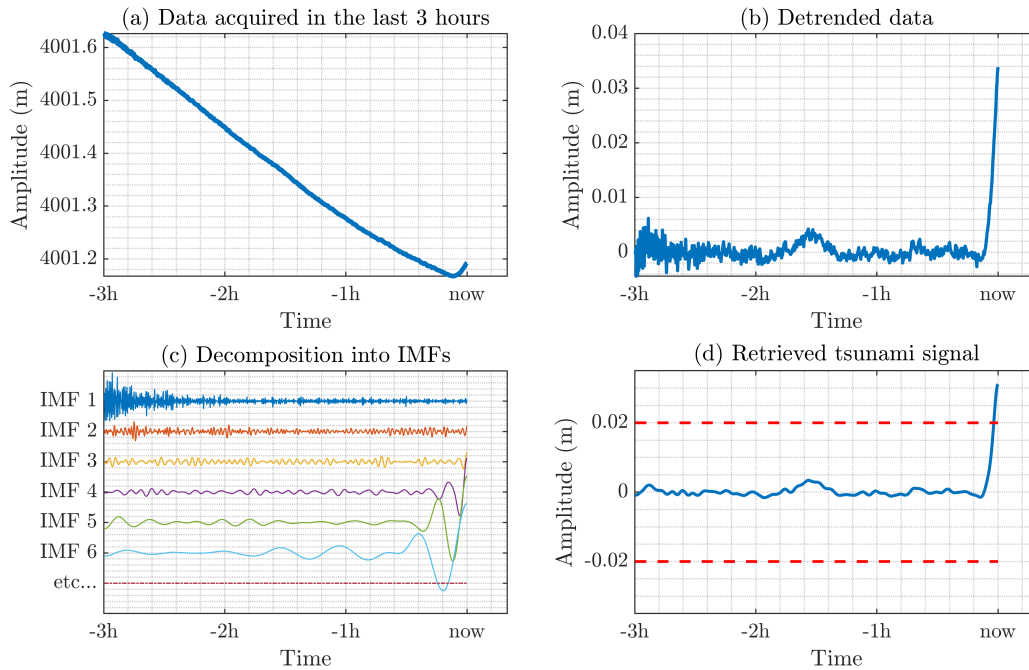 (a) Data acquired in the last 3 hours
Amplitude (m)
4001.6
4001.5
4001.4
4001.3
4001.2
-3h
-2h
-1h
now
Time
(b) Detrended data
Amplitude (m)
0.04
0.03
0.02
0.01
0
-3h
-2h
-1h
now
Time
(c) Decomposition into IMFs
IMF 1
IMF 2
IMF 3
IMF 4
IMF 5
IMF 6
etc...
-3h
-2h
-1h
now
Time
(d) Retrieved tsunami signal
Amplitude (m)
0.02
0
-0.02
-3h
-2h
-1h
now
Time